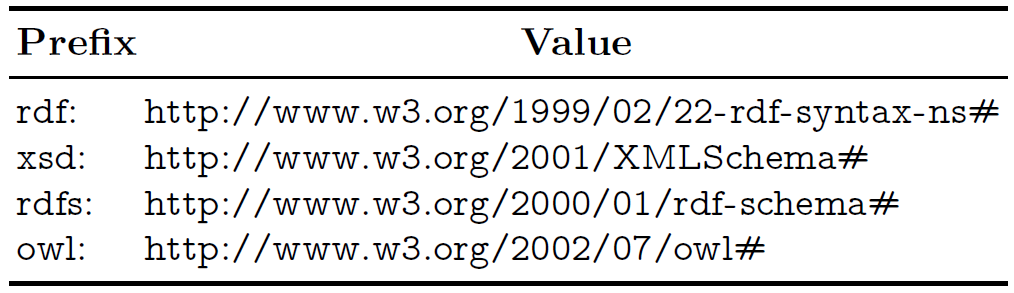 Prefix Value
rdf: http://www.w3.org/1999/02/22-rdf-syntax-ns#
xsd: http://www.w3.org/2001/XMLSchema#
rdfs: http://www.w3.org/2000/01/rdf-schema#
owl: http://www.w3.org/2002/07/owl#